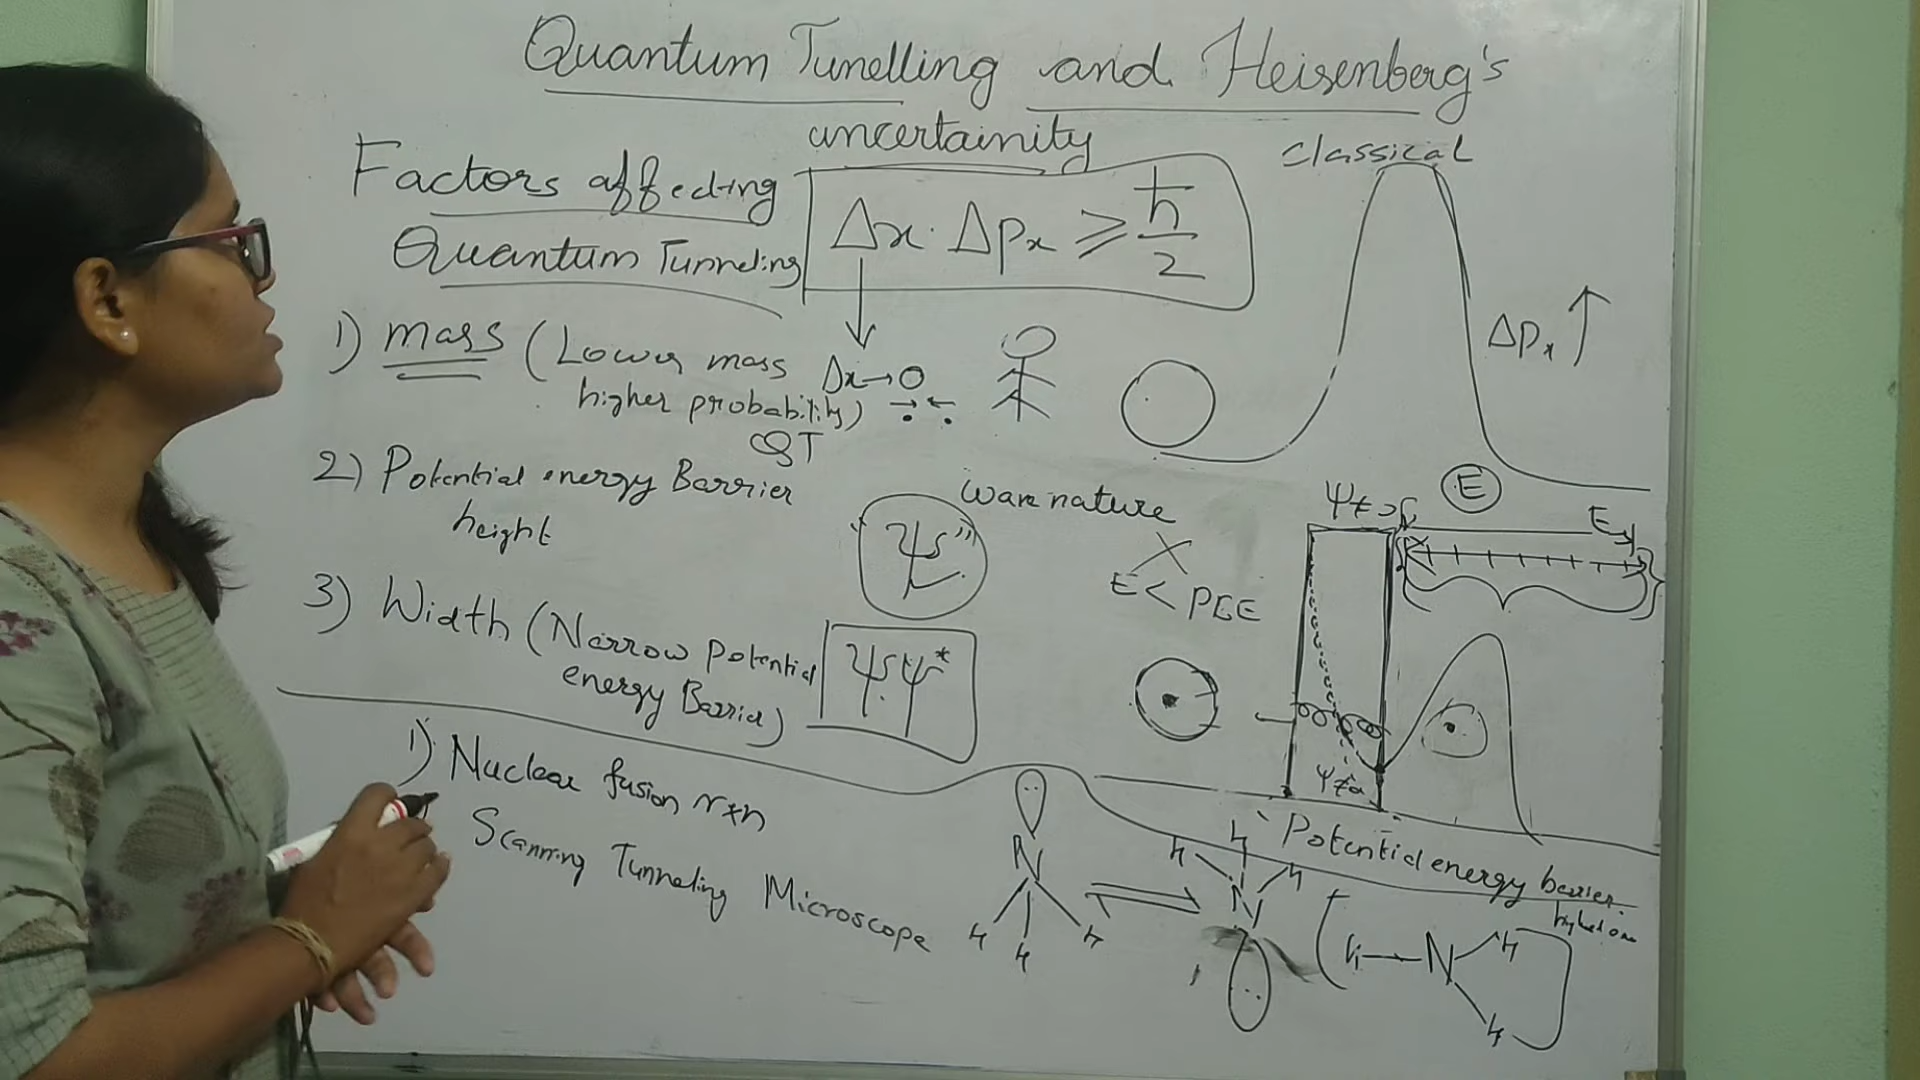 Quantum Tunelling and Heisenberg's
uncertainity
Classical
Factors affecting
Quantum Tunneling
Δx · Δpₓ ≥ ħ/2
Δpₓ ↑
1) mass (Lower mass
higher probability)
QT
Δx→0
2) Potential energy Barrier
height
wave nature
"ψ"
E < PEE
E
3) Width (Narrow Potential
energy Barrier)
ψψ*
Potential energy barrier
1) Nuclear fusion rxn
Scanning Tunneling Microscope
N
H H H
H H H
N
H N H
H